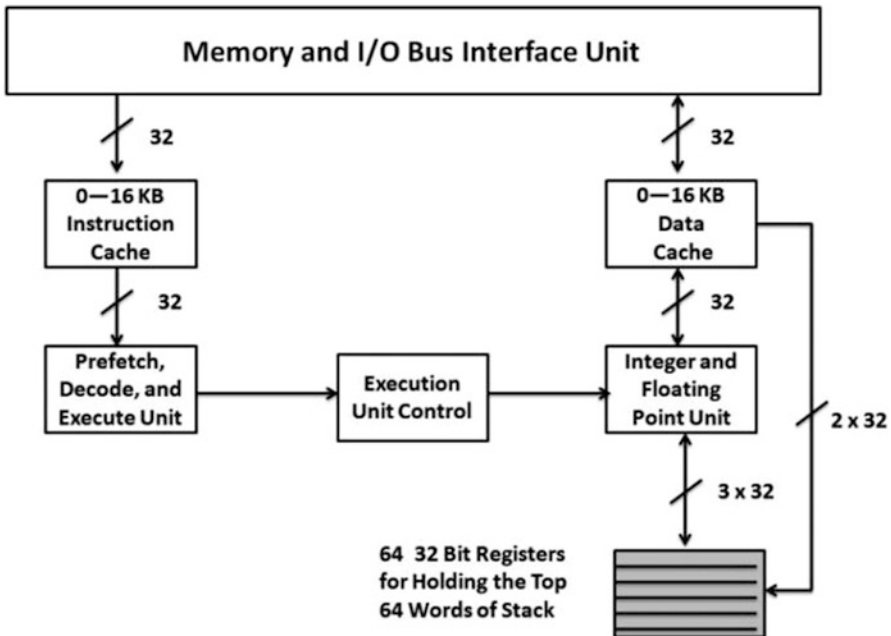 Memory and I/O Bus Interface Unit
32
32
0—16 KB
Instruction
Cache
0—16 KB
Data
Cache
32
32
Prefetch,
Decode, and
Execute Unit
Execution
Unit Control
Integer and
Floating
Point Unit
2 x 32
3 x 32
64 32 Bit Registers
for Holding the Top
64 Words of Stack